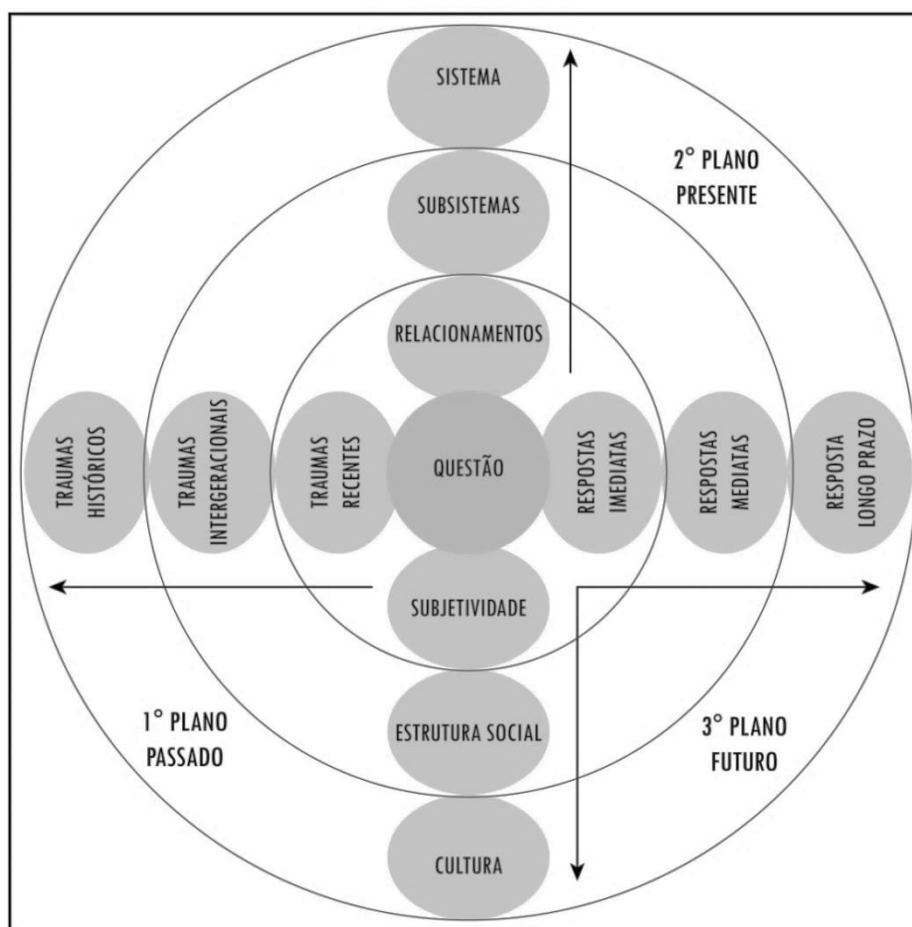 SISTEMA
2° PLANO
PRESENTE
SUBSISTEMAS
RELACIONAMENTOS
TRAUMAS
HISTÓRICOS
TRAUMAS
INTERGERACIONAIS
TRAUMAS
RECENTES
QUESTÃO
RESPOSTAS
IMEDIATAS
RESPOSTAS
MEDIATAS
RESPOSTA
LONGO PRAZO
SUBJETIVIDADE
1° PLANO
PASSADO
ESTRUTURA SOCIAL
3° PLANO
FUTURO
CULTURA